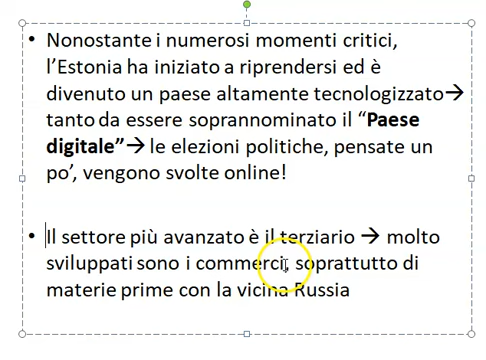 • Nonostante i numerosi momenti critici,
l'Estonia ha iniziato a riprendersi ed è
divenuto un paese altamente tecnologizzato→
tanto da essere soprannominato il “Paese
digitale”→ le elezioni politiche, pensate un
po', vengono svolte online!
• Il settore più avanzato è il terziario → molto
sviluppati sono i commerci, soprattutto di
materie prime con la vicina Russia